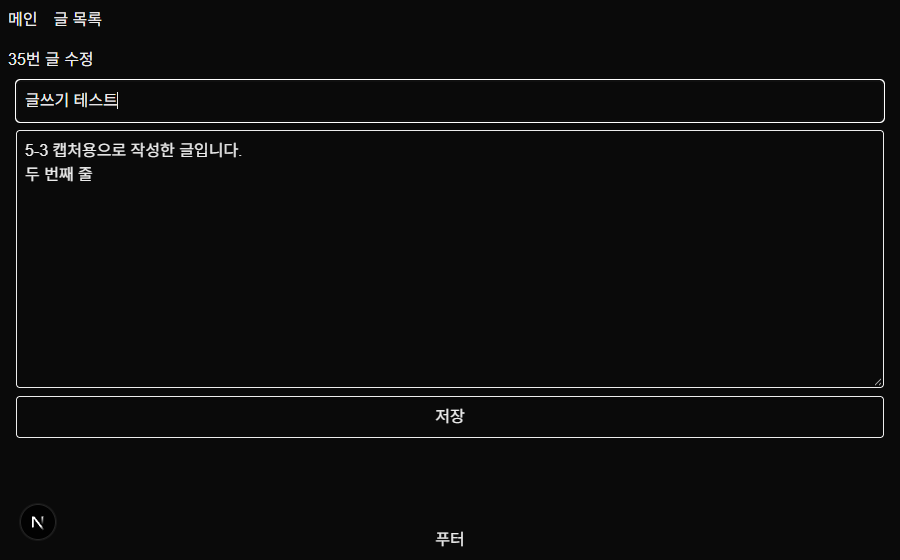 메인 글 목록
35번 글 수정
글쓰기 테스트
5-3 캡처용으로 작성한 글입니다.
두 번째 줄
저장
N
푸터